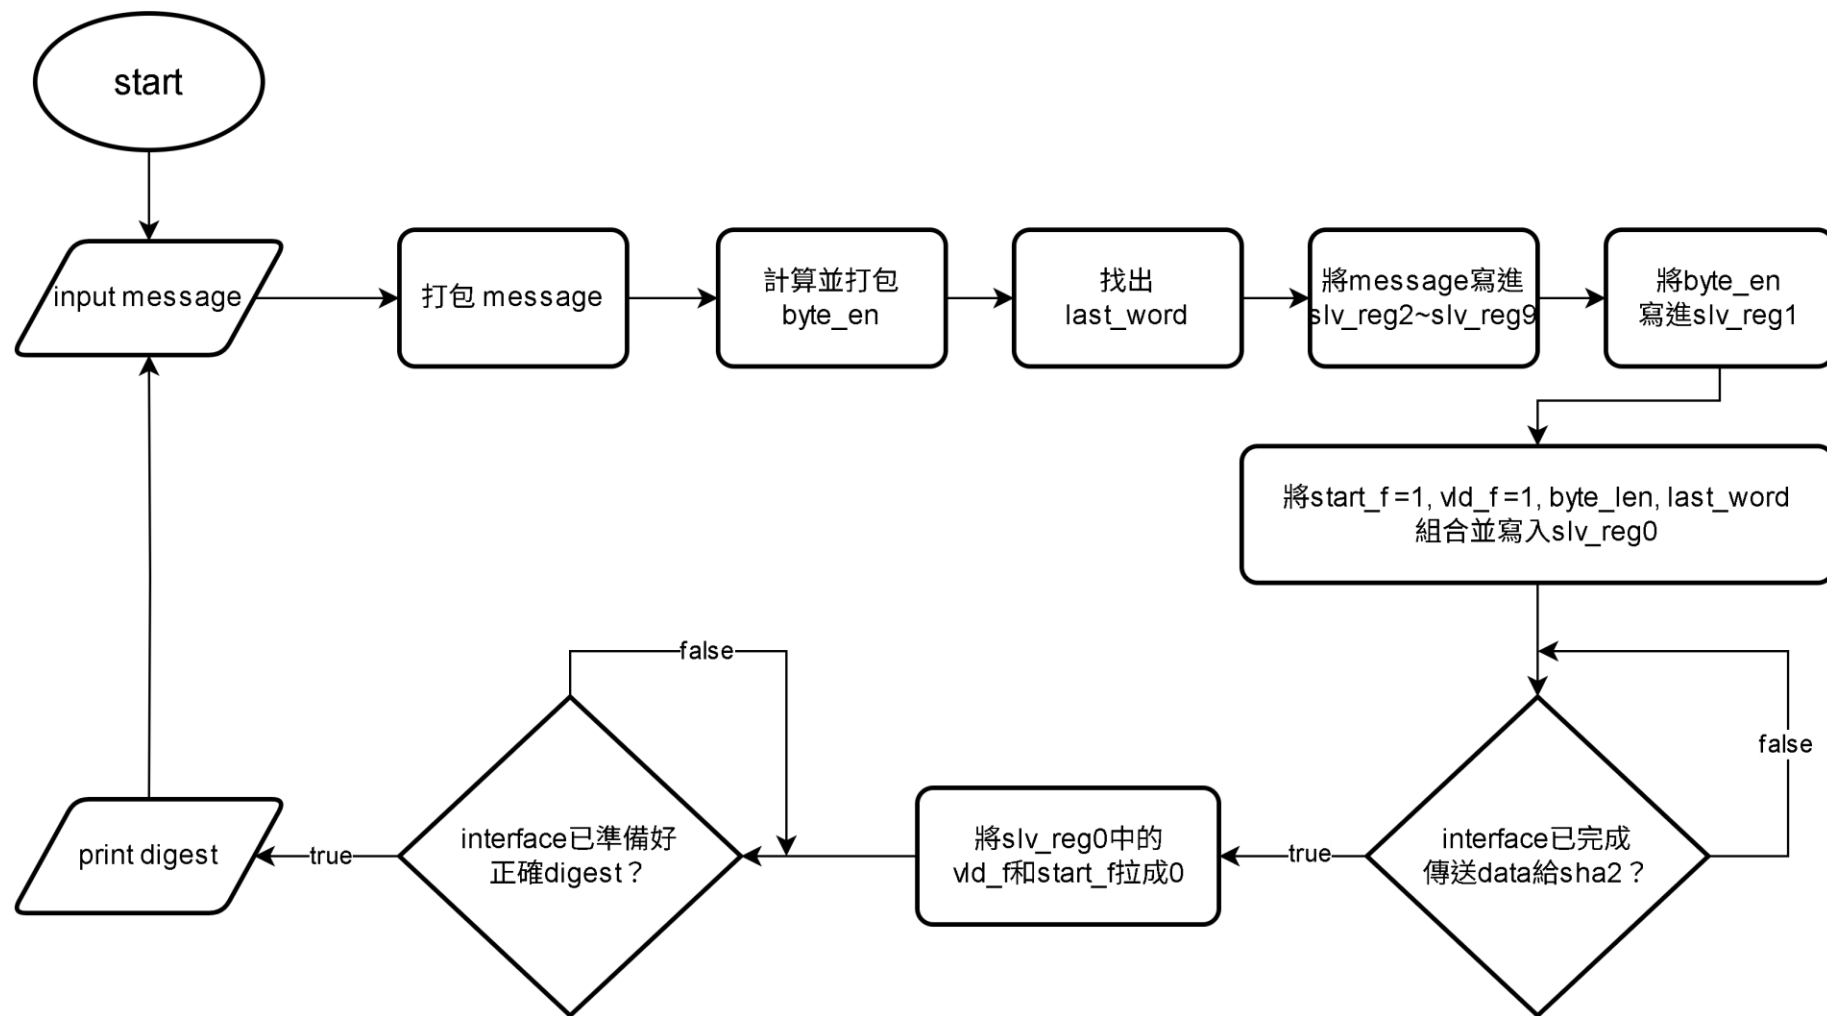 start
input message
打包 message
計算並打包
byte_en
找出
last_word
將message寫進
slv_reg2~slv_reg9
將byte_en
寫進slv_reg1
將start_f =1, vld_f =1, byte_len, last_word
組合並寫入slv_reg0
false
false
interface已完成
傳送data給sha2？
true
將slv_reg0中的
vld_f和start_f拉成0
interface已準備好
正確digest？
true
print digest